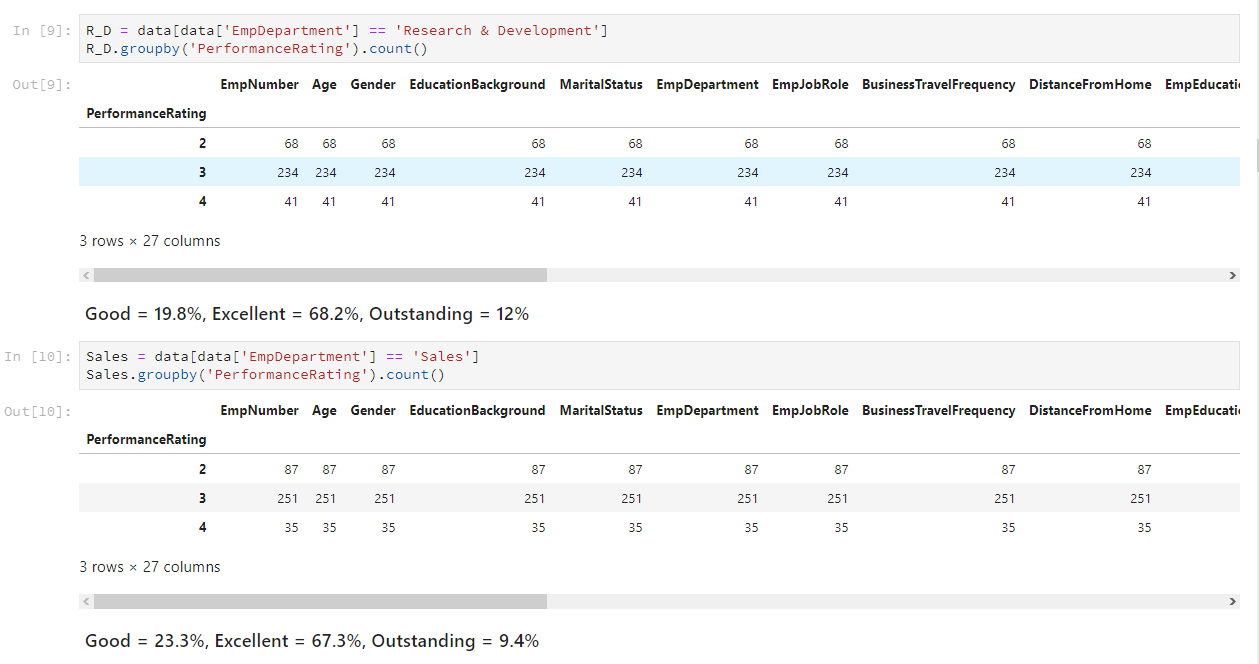 In [9]: R_D = data[data['EmpDepartment'] == 'Research & Development']
R_D.groupby('PerformanceRating').count()
Out[9]:
EmpNumber Age Gender EducationBackground MaritalStatus EmpDepartment EmpJobRole BusinessTravelFrequency DistanceFromHome EmpEducati
PerformanceRating
2 68 68 68 68 68 68 68 68 68
3 234 234 234 234 234 234 234 234 234
4 41 41 41 41 41 41 41 41 41
3 rows × 27 columns
Good = 19.8%, Excellent = 68.2%, Outstanding = 12%
In [10]: Sales = data[data['EmpDepartment'] == 'Sales']
Sales.groupby('PerformanceRating').count()
Out[10]:
EmpNumber Age Gender EducationBackground MaritalStatus EmpDepartment EmpJobRole BusinessTravelFrequency DistanceFromHome EmpEducati
PerformanceRating
2 87 87 87 87 87 87 87 87 87
3 251 251 251 251 251 251 251 251 251
4 35 35 35 35 35 35 35 35 35
3 rows × 27 columns
Good = 23.3%, Excellent = 67.3%, Outstanding = 9.4%